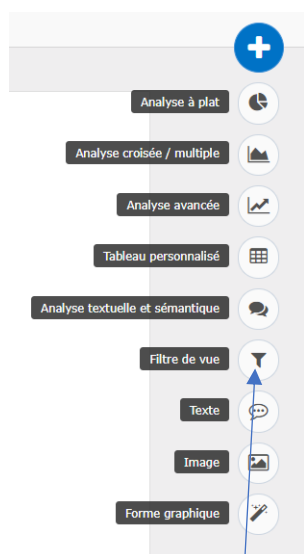 Analyse à plat
Analyse croisée / multiple
Analyse avancée
Tableau personnalisé
Analyse textuelle et sémantique
Filtre de vue
Texte
Image
Forme graphique